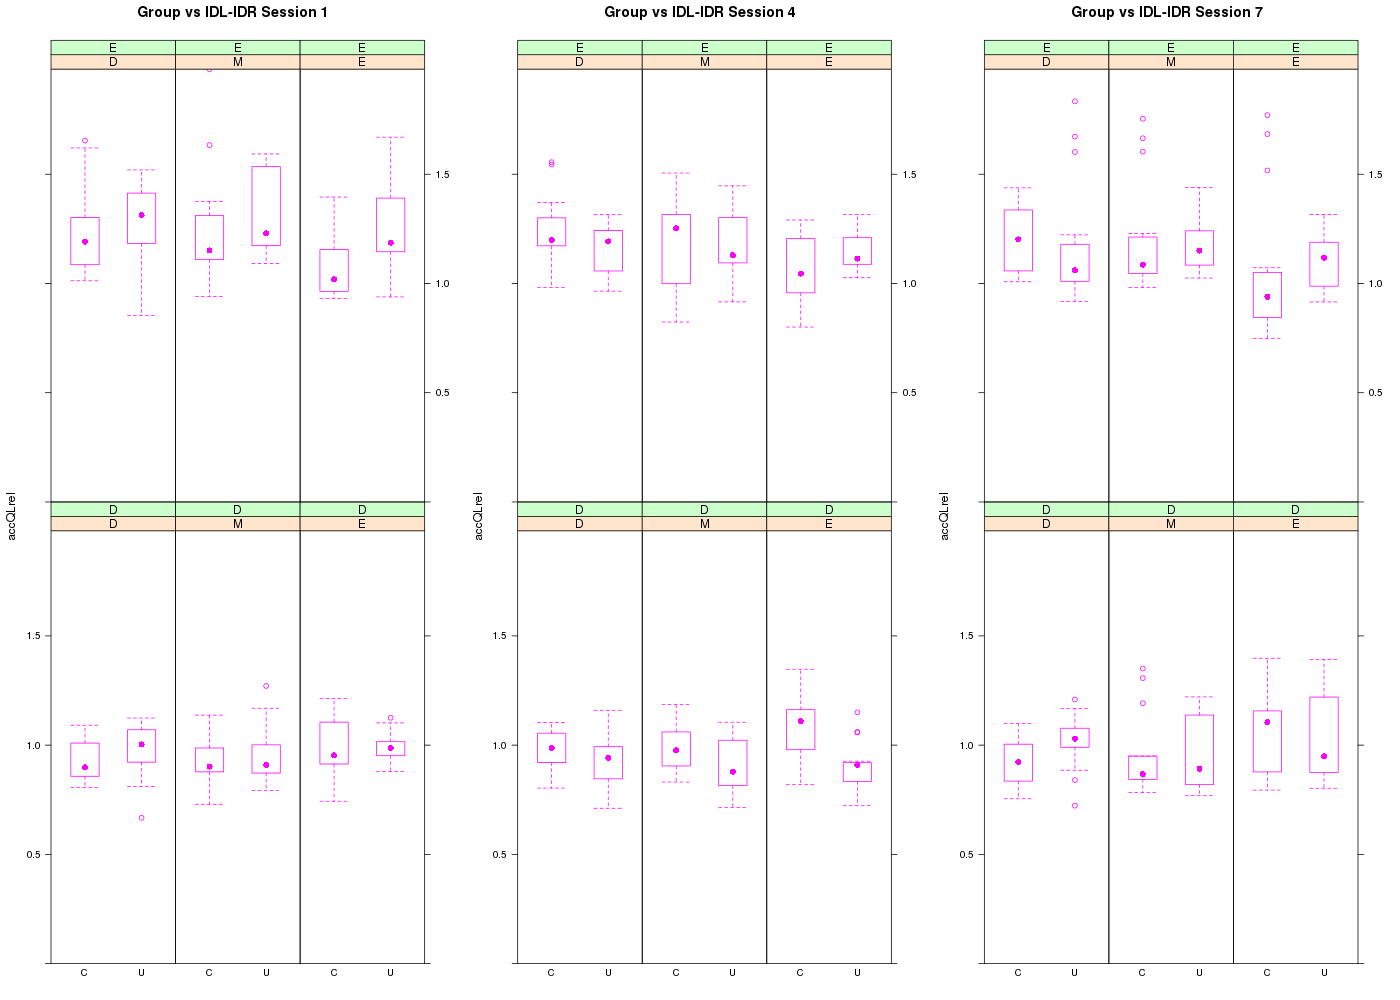 Group vs IDL-IDR Session 1 Group vs IDL-IDR Session 4 Group vs IDL-IDR Session 7
E E E E E E E E E
D M E D M E D M E
1.5 1.5 1.5
1.0 1.0 1.0
0.5 0.5 0.5
accQLrel accQLrel accQLrel
D D D D D D D D D
D M E D M E D M E
1.5 1.5 1.5
1.0 1.0 1.0
0.5 0.5 0.5
C U C U C U C U C U C U C U C U C U